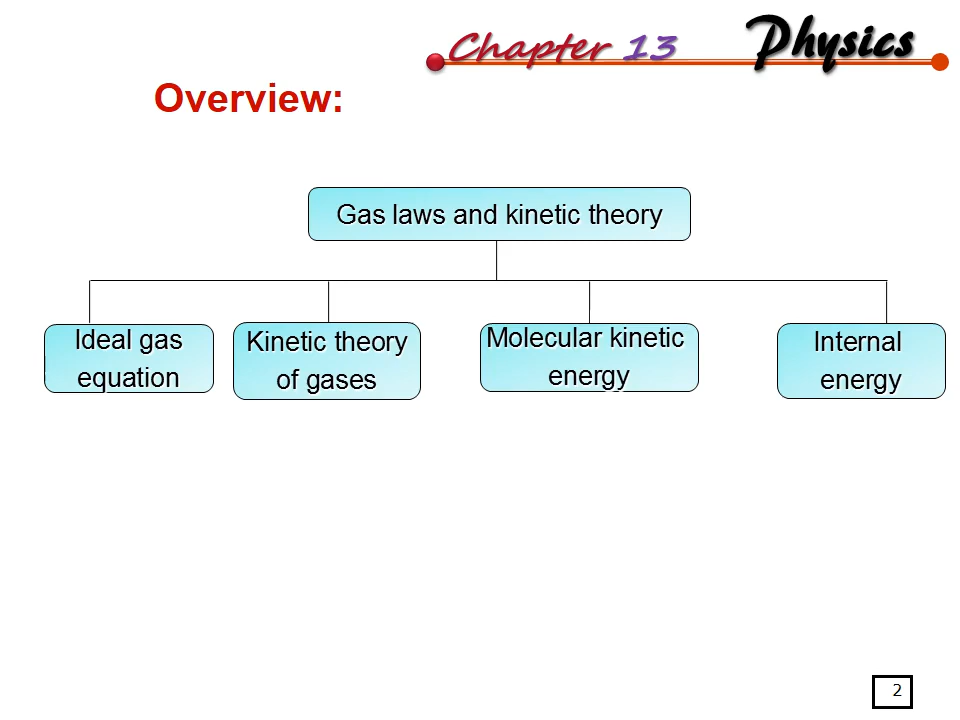 Chapter 13
Physics
Overview:
Gas laws and kinetic theory
Ideal gas
equation
Kinetic theory
of gases
Molecular kinetic
energy
Internal
energy
2